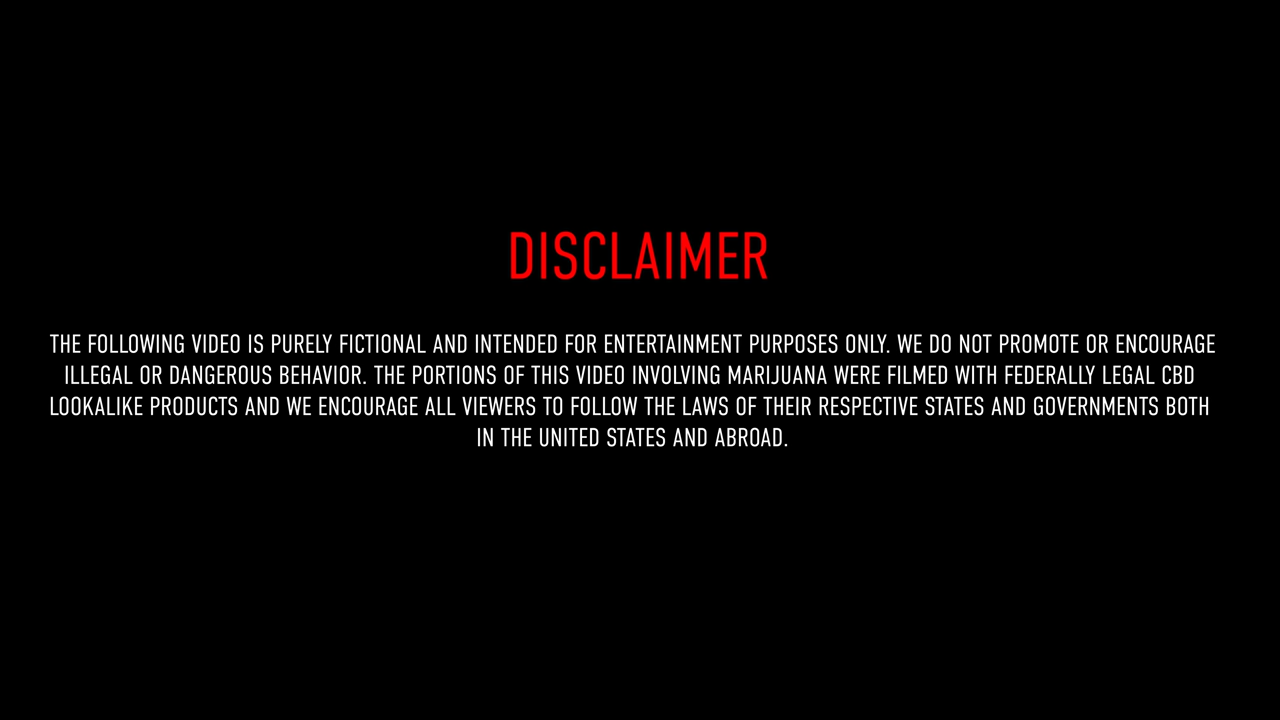 DISCLAIMER
THE FOLLOWING VIDEO IS PURELY FICTIONAL AND INTENDED FOR ENTERTAINMENT PURPOSES ONLY. WE DO NOT PROMOTE OR ENCOURAGE
ILLEGAL OR DANGEROUS BEHAVIOR. THE PORTIONS OF THIS VIDEO INVOLVING MARIJUANA WERE FILMED WITH FEDERALLY LEGAL CBD
LOOKALIKE PRODUCTS AND WE ENCOURAGE ALL VIEWERS TO FOLLOW THE LAWS OF THEIR RESPECTIVE STATES AND GOVERNMENTS BOTH
IN THE UNITED STATES AND ABROAD.